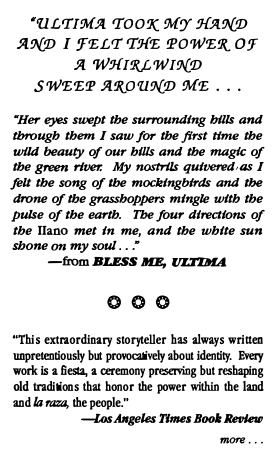 "ULTIMA TOOK MY HAND
AND I FELT THE POWER OF
A WHIRLWIND
SWEEP AROUND ME . . .
"Her eyes swept the surrounding hills and
through them I saw for the first time the
wild beauty of our hills and the magic of
the green river. My nostrils quivered as I
felt the song of the mockingbirds and the
drone of the grasshoppers mingle with the
pulse of the earth. The four directions of
the llano met in me, and the white sun
shone on my soul . . ."
—from BLESS ME, ULTIMA
"This extraordinary storyteller has always written
unpretentiously but provocatively about identity. Every
work is a fiesta, a ceremony preserving but reshaping
old traditions that honor the power within the land
and la raza, the people."
—Los Angeles Times Book Review
more . . .